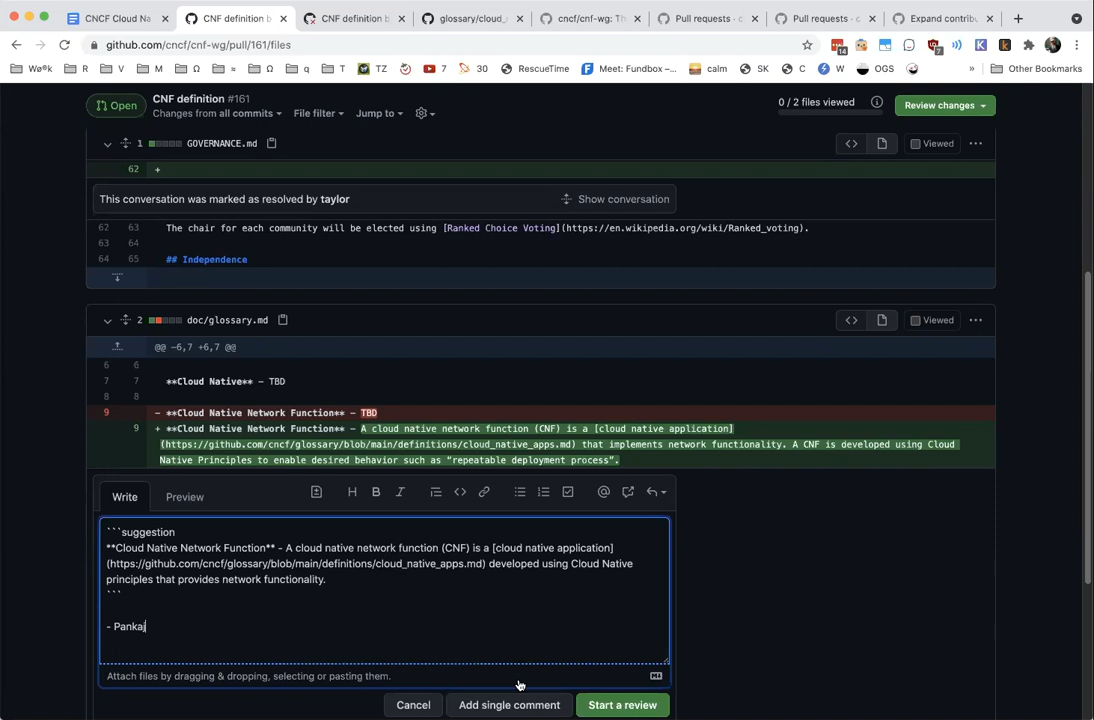 CNCF Cloud Na
CNF definition b
CNF definition b
glossary/cloud_
cncf/cnf-wg: Th
Pull requests · c
Pull requests · c
Expand contribu
github.com/cncf/cnf-wg/pull/161/files
14
7
Wø®k
R
V
M
Ω
≈
Ω
q
T
TZ
7
30
RescueTime
Meet: Fundbox –...
calm
SK
C
W
OGS
»
Other Bookmarks
Open
CNF definition #161
Changes from all commits
File filter
Jump to
0 / 2 files viewed
Review changes
1
GOVERNANCE.md
Viewed
62 +
This conversation was marked as resolved by taylor
Show conversation
62 63 The chair for each community will be elected using [Ranked Choice Voting](https://en.wikipedia.org/wiki/Ranked_voting).
63 64
64 65 ## Independence
2
doc/glossary.md
Viewed
@@ -6,7 +6,7 @@
6 6
7 7 **Cloud Native** – TBD
8 8
9 - **Cloud Native Network Function** – TBD
9 + **Cloud Native Network Function** – A cloud native network function (CNF) is a [cloud native application]
(https://github.com/cncf/glossary/blob/main/definitions/cloud_native_apps.md) that implements network functionality. A CNF is developed using Cloud
Native Principles to enable desired behavior such as “repeatable deployment process”.
Write
Preview
```suggestion
**Cloud Native Network Function** - A cloud native network function (CNF) is a [cloud native application]
(https://github.com/cncf/glossary/blob/main/definitions/cloud_native_apps.md) developed using Cloud Native
principles that provides network functionality.
```
- Pankaj
Attach files by dragging & dropping, selecting or pasting them.
Cancel
Add single comment
Start a review